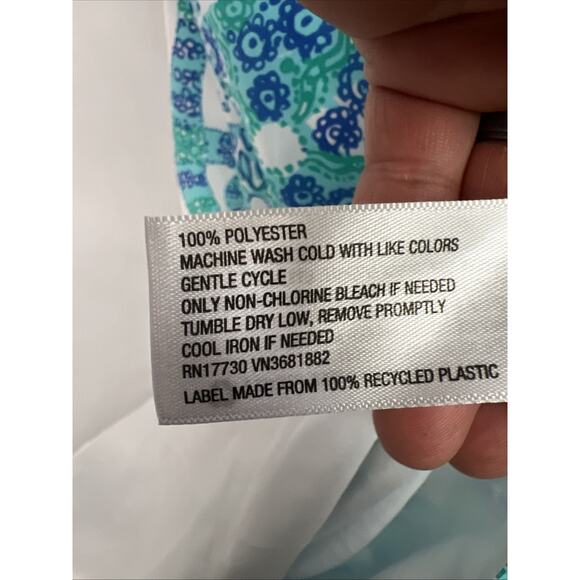 100% POLYESTER
MACHINE WASH COLD WITH LIKE COLORS
GENTLE CYCLE
ONLY NON-CHLORINE BLEACH IF NEEDED
TUMBLE DRY LOW, REMOVE PROMPTLY
COOL IRON IF NEEDED
RN17730 VN3681882
LABEL MADE FROM 100% RECYCLED PLASTIC